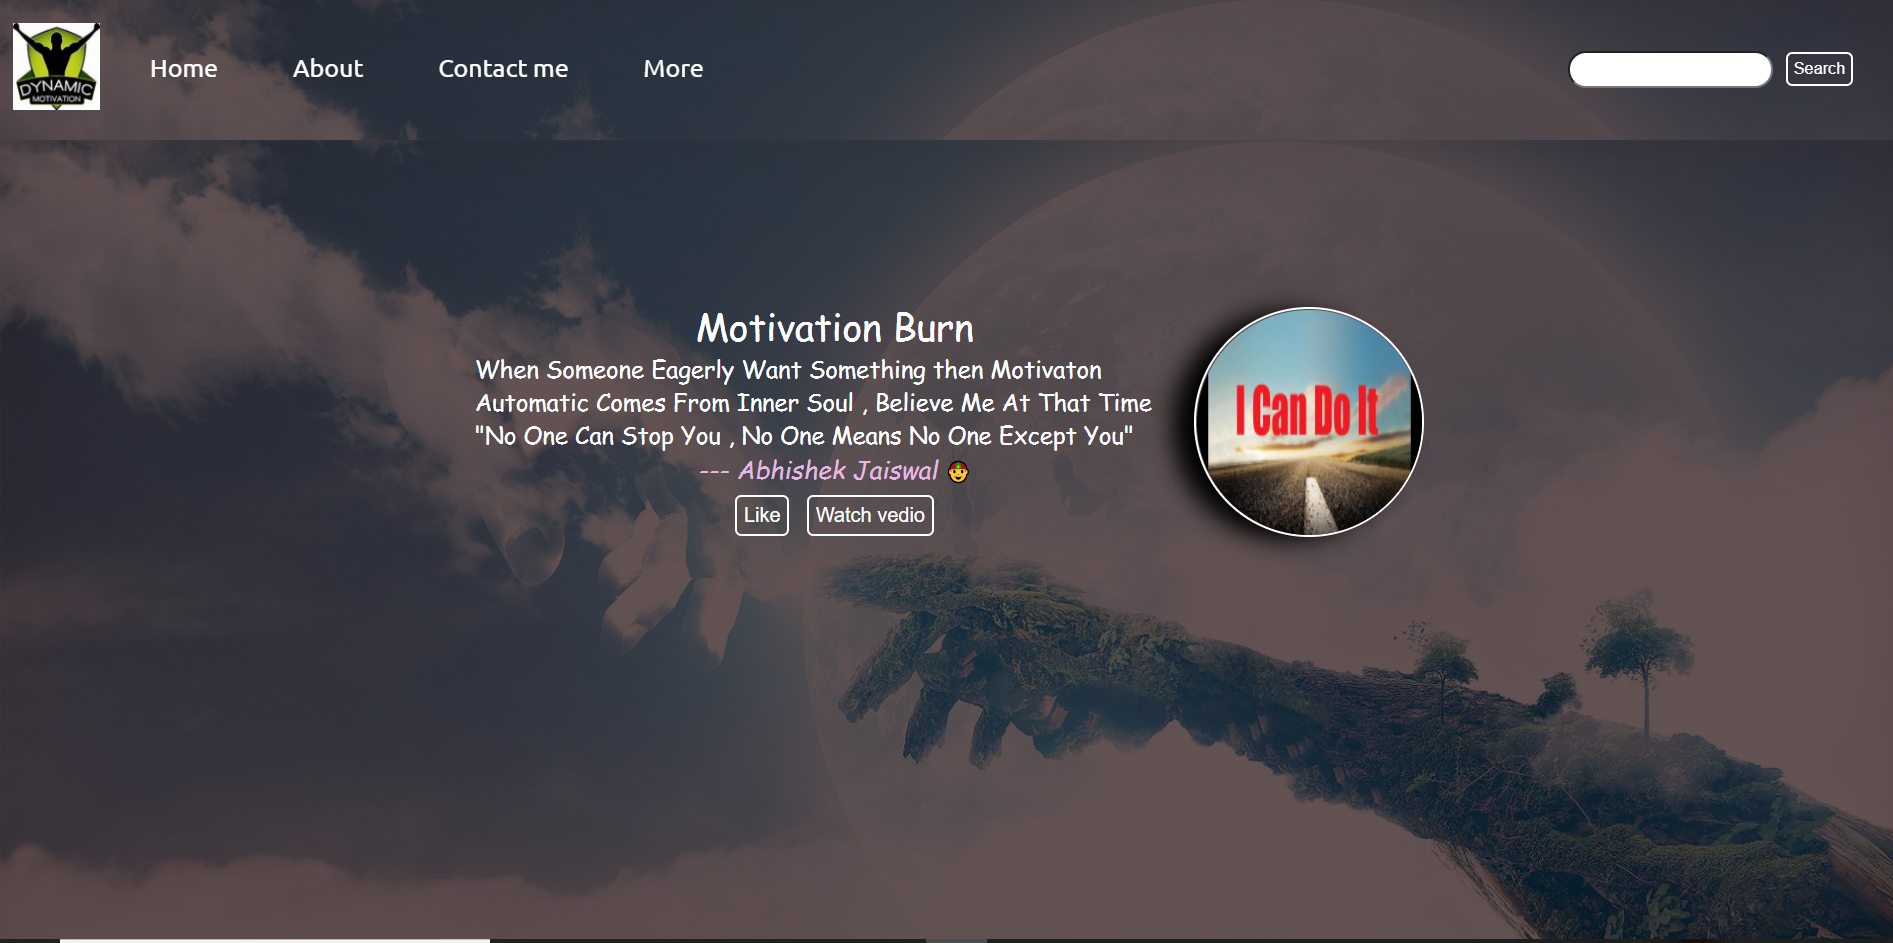 DYNAMIC
MOTIVATION
Home
About
Contact me
More
Search
Motivation Burn
When Someone Eagerly Want Something then Motivaton
Automatic Comes From Inner Soul , Believe Me At That Time
"No One Can Stop You , No One Means No One Except You"
--- Abhishek Jaiswal
Like
Watch vedio
I Can Do It